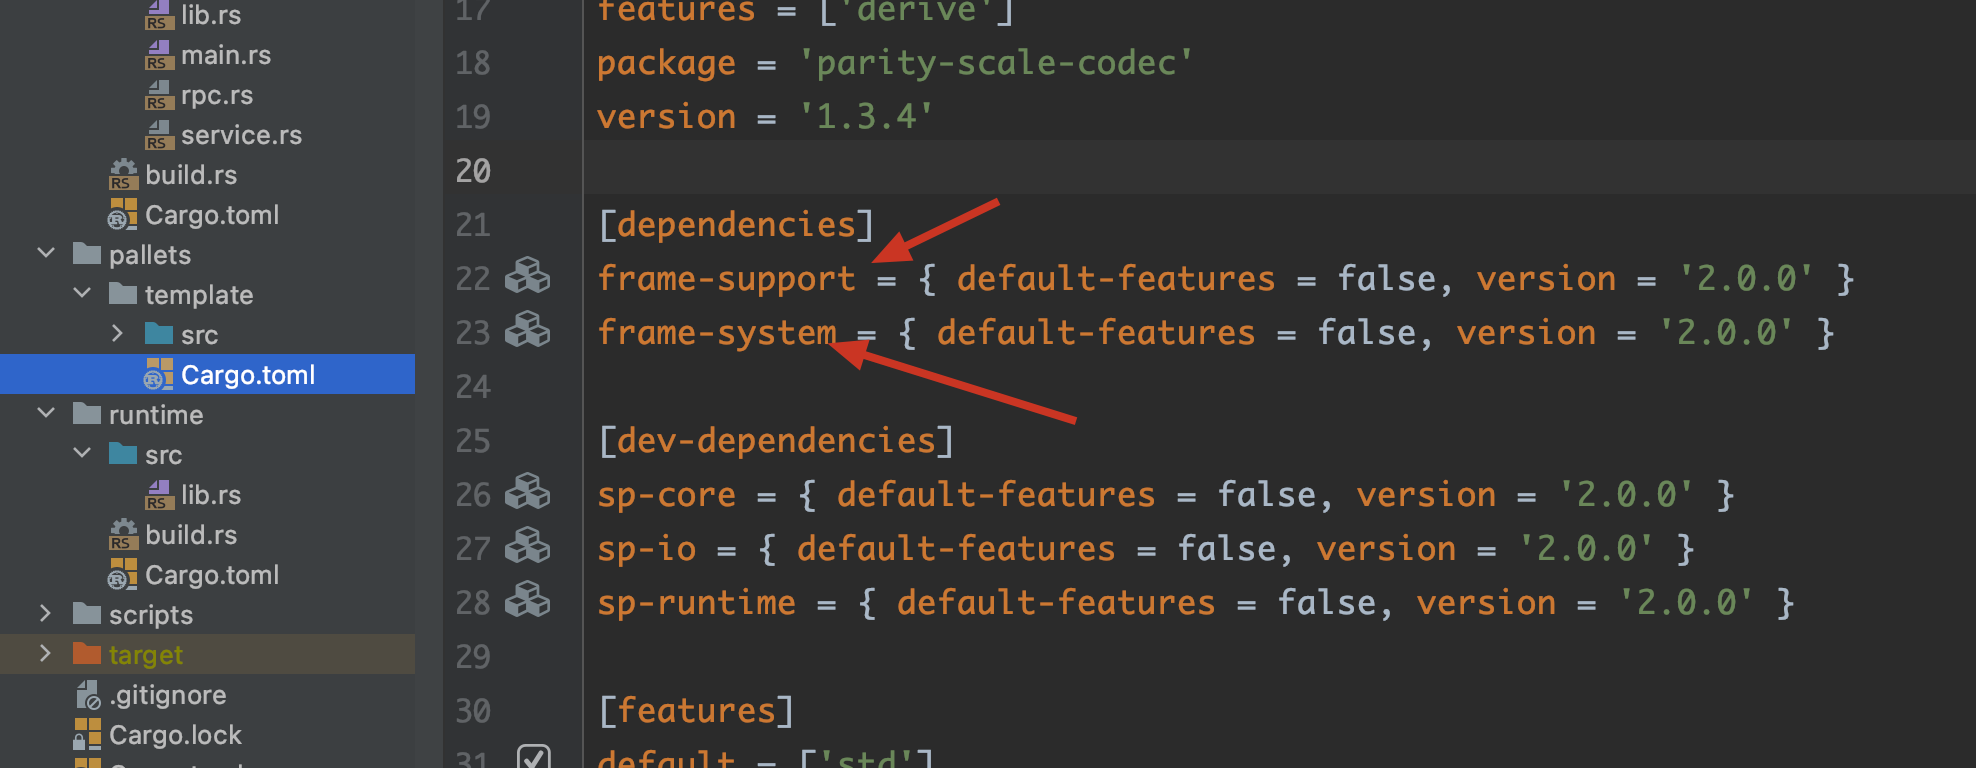 lib.rs
main.rs
rpc.rs
service.rs
build.rs
Cargo.toml
pallets
template
src
Cargo.toml
runtime
src
lib.rs
build.rs
Cargo.toml
scripts
target
.gitignore
Cargo.lock
17 features = ['derive']
18 package = 'parity-scale-codec'
19 version = '1.3.4'
20
21 [dependencies]
22 frame-support = { default-features = false, version = '2.0.0' }
23 frame-system = { default-features = false, version = '2.0.0' }
24
25 [dev-dependencies]
26 sp-core = { default-features = false, version = '2.0.0' }
27 sp-io = { default-features = false, version = '2.0.0' }
28 sp-runtime = { default-features = false, version = '2.0.0' }
29
30 [features]
31 default = ['std']